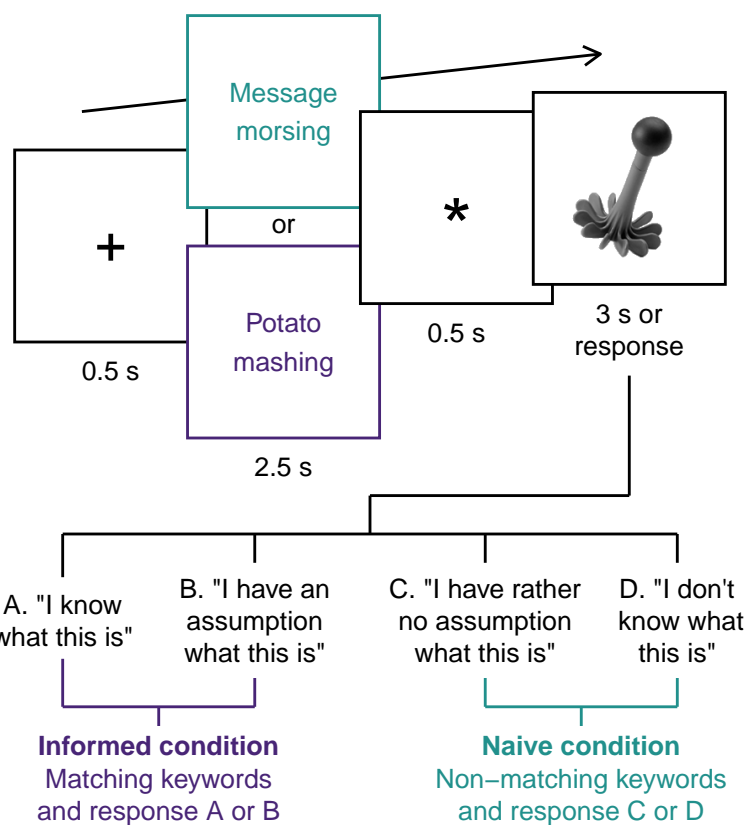 Message
morsing
+
or
*
Potato
mashing
0.5 s
2.5 s
0.5 s
3 s or
response
A. "I know
what this is"
B. "I have an
assumption
what this is"
C. "I have rather
no assumption
what this is"
D. "I don't
know what
this is"
Informed condition
Matching keywords
and response A or B
Naive condition
Non−matching keywords
and response C or D